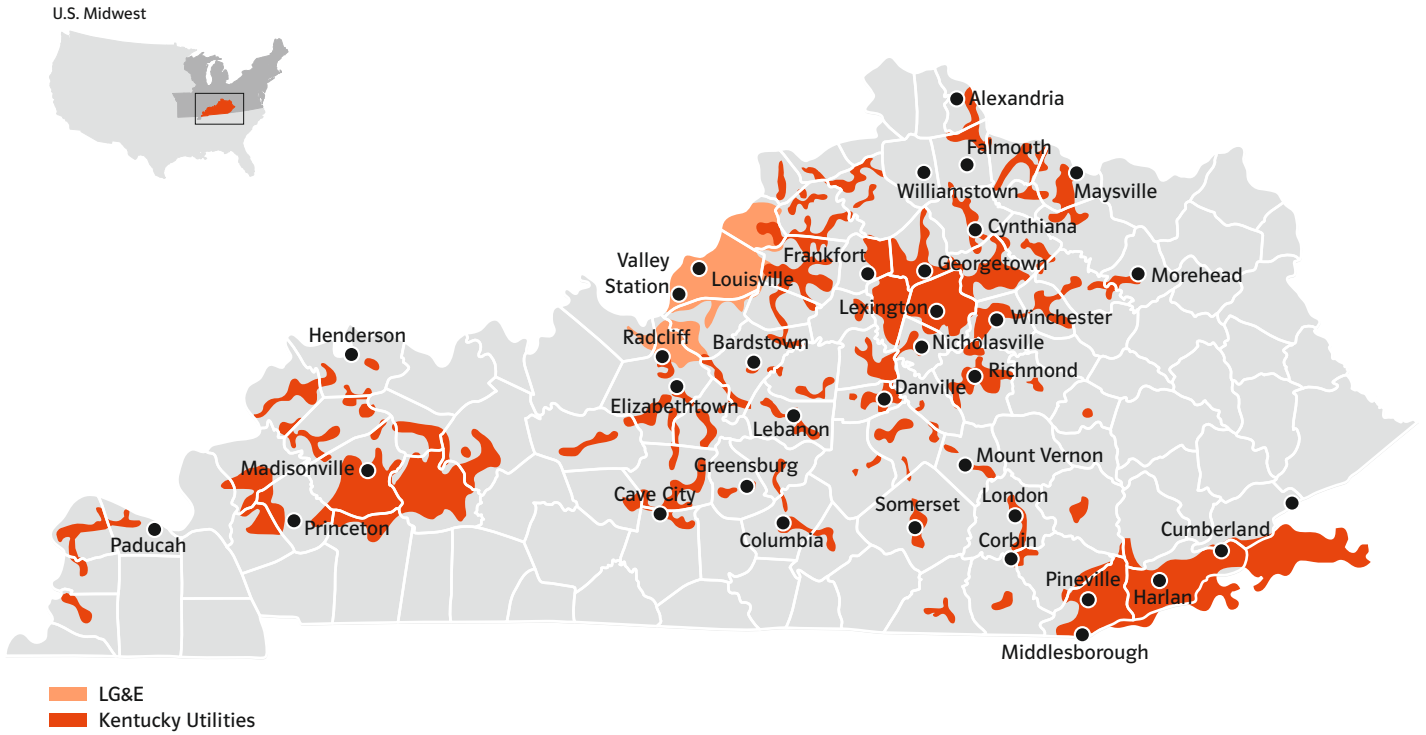 U.S. Midwest
Alexandria
Falmouth
Williamstown
Maysville
Cynthiana
Valley
Station
Louisville
Frankfort
Georgetown
Morehead
Lexington
Winchester
Henderson
Radcliff
Bardstown
Nicholasville
Richmond
Danville
Elizabethtown
Lebanon
Madisonville
Greensburg
Mount Vernon
Cave City
Somerset
London
Princeton
Paducah
Columbia
Corbin
Cumberland
Pineville
Harlan
Middlesborough
LG&E
Kentucky Utilities